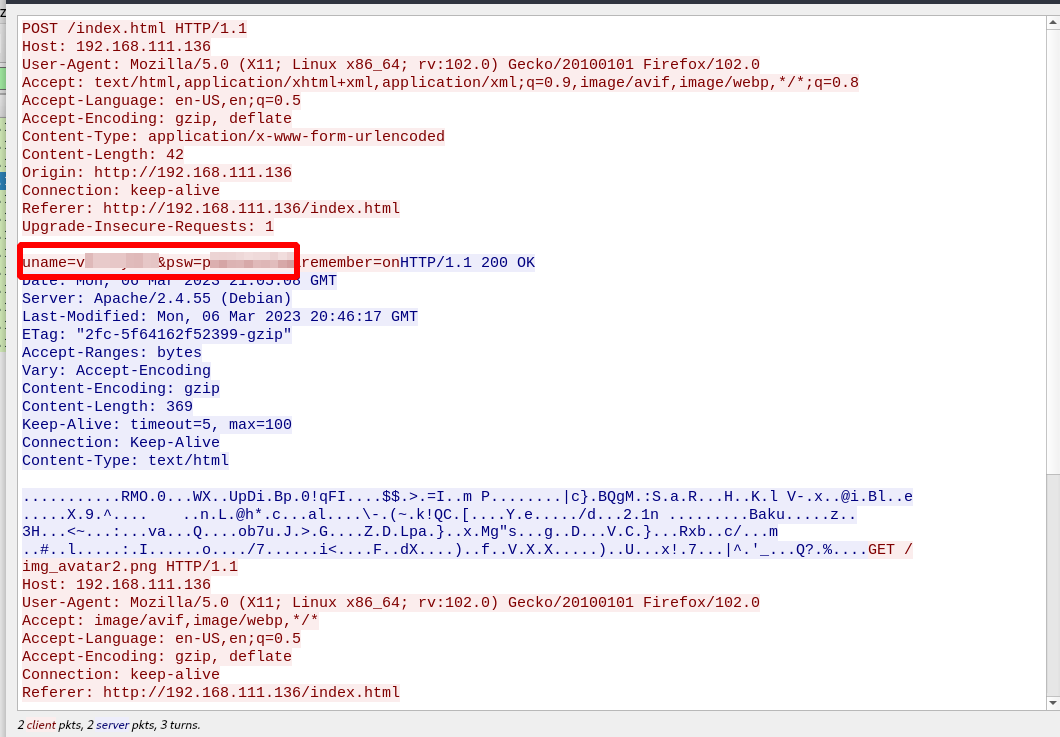 POST /index.html HTTP/1.1
Host: 192.168.111.136
User-Agent: Mozilla/5.0 (X11; Linux x86_64; rv:102.0) Gecko/20100101 Firefox/102.0
Accept: text/html,application/xhtml+xml,application/xml;q=0.9,image/avif,image/webp,*/*;q=0.8
Accept-Language: en-US,en;q=0.5
Accept-Encoding: gzip, deflate
Content-Type: application/x-www-form-urlencoded
Content-Length: 42
Origin: http://192.168.111.136
Connection: keep-alive
Referer: http://192.168.111.136/index.html
Upgrade-Insecure-Requests: 1
uname=v &psw=p remember=onHTTP/1.1 200 OK
Date: Mon, 06 Mar 2023 21:05:08 GMT
Server: Apache/2.4.55 (Debian)
Last-Modified: Mon, 06 Mar 2023 20:46:17 GMT
ETag: "2fc-5f64162f52399-gzip"
Accept-Ranges: bytes
Vary: Accept-Encoding
Content-Encoding: gzip
Content-Length: 369
Keep-Alive: timeout=5, max=100
Connection: Keep-Alive
Content-Type: text/html
...........RMO.0...WX..UpDi.Bp.0!qFI....$$.>.=I..m P........|c}.BQgM.:S.a.R...H..K.l V-.x..@i.Bl..e
.....X.9.^....    ..n.L.@h*.c...al....\-.(~.k!QC.[....Y.e...../d...2.1n .........Baku.....z..
3H...<~...:...va...Q....ob7u.J.>.G....Z.D.Lpa.}..x.Mg"s...g..D...V.C.}...Rxb..c/...m
..#..l.....:.I......o..../7......i<....F..dX....)..f..V.X.X.....)..U...x!.7...|^.'_...Q?.%....GET /
img_avatar2.png HTTP/1.1
Host: 192.168.111.136
User-Agent: Mozilla/5.0 (X11; Linux x86_64; rv:102.0) Gecko/20100101 Firefox/102.0
Accept: image/avif,image/webp,*/*
Accept-Language: en-US,en;q=0.5
Accept-Encoding: gzip, deflate
Connection: keep-alive
Referer: http://192.168.111.136/index.html
2 client pkts, 2 server pkts, 3 turns.